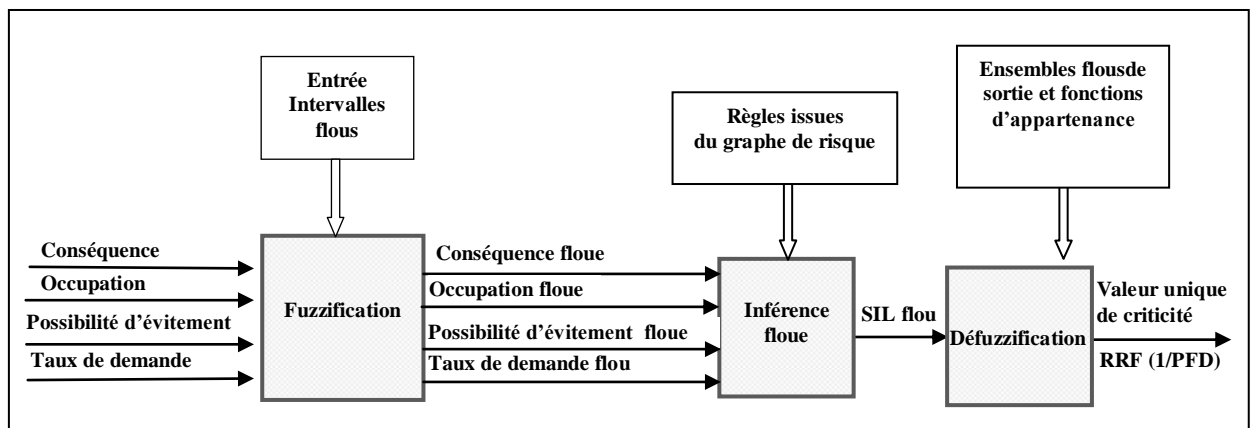 Entrée
Intervalles
flous
Règles issues
du graphe de risque
Ensembles flousde
sortie et fonctions
d'appartenance
Conséquence
Occupation
Possibilité d'évitement
Taux de demande
Fuzzification
Conséquence floue
Occupation floue
Possibilité d'évitement floue
Taux de demande flou
Inférence
floue
SIL flou
Défuzzification
Valeur unique
de criticité
RRF (1/PFD)